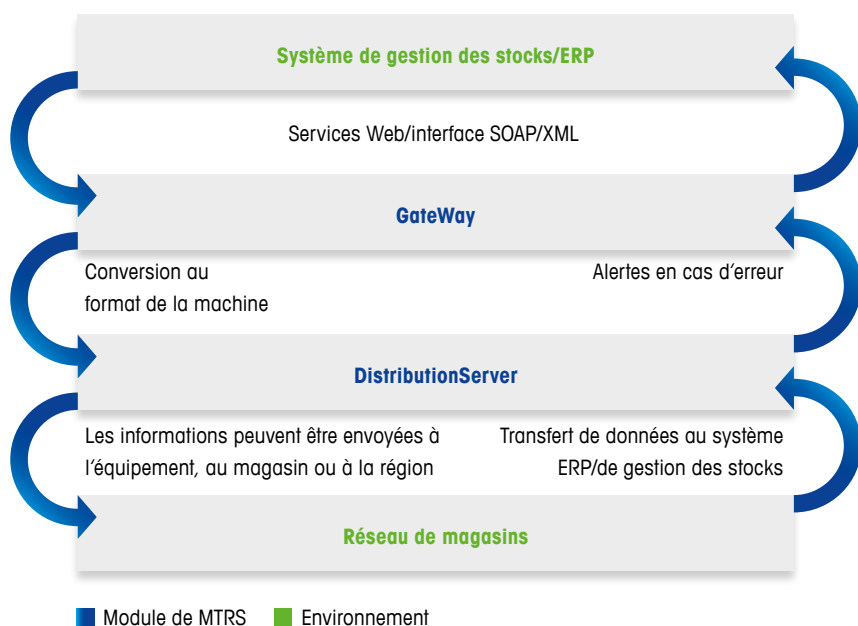 Système de gestion des stocks/ERP
Services Web/interface SOAP/XML
GateWay
Conversion au
format de la machine
Alertes en cas d’erreur
DistributionServer
Les informations peuvent être envoyées à
l’équipement, au magasin ou à la région
Transfert de données au système
ERP/de gestion des stocks
Réseau de magasins
Module de MTRS
Environnement